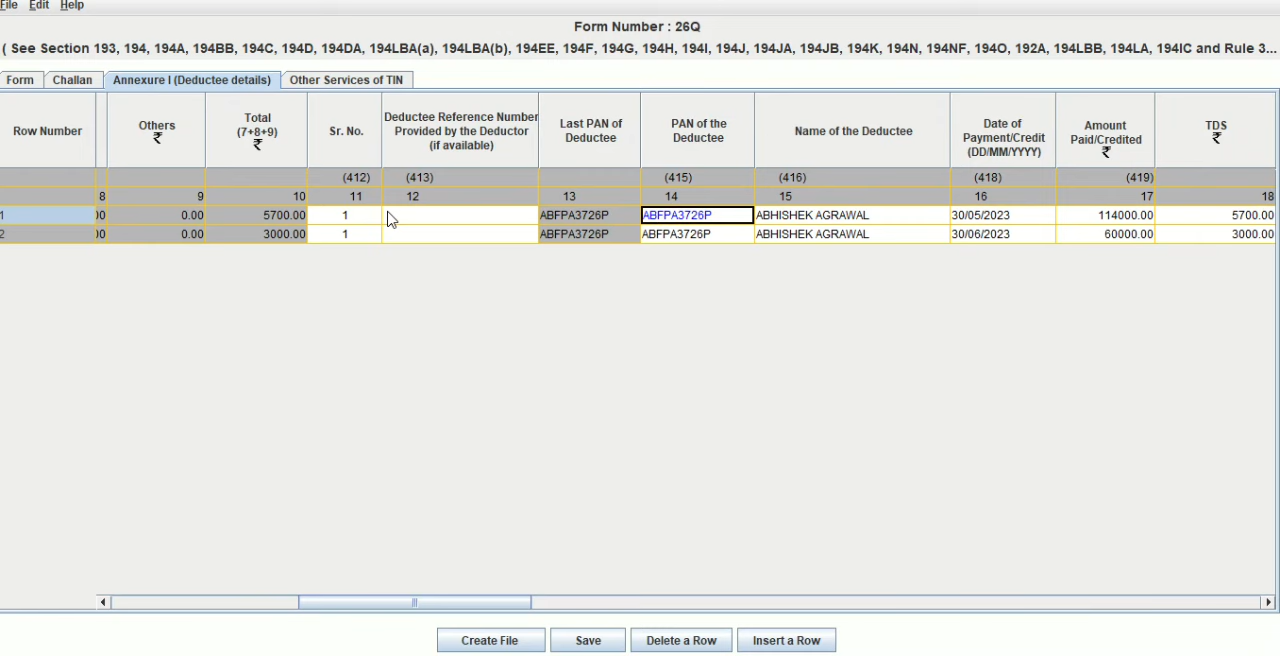 File Edit Help
Form Number : 26Q
( See Section 193, 194, 194A, 194BB, 194C, 194D, 194DA, 194LBA(a), 194LBA(b), 194EE, 194F, 194G, 194H, 194I, 194J, 194JA, 194JB, 194K, 194N, 194NF, 194O, 192A, 194LBB, 194LA, 194IC and Rule 3...
Form Challan Annexure I (Deductee details) Other Services of TIN
Row Number
Others
₹
Total
(7+8+9)
₹
Sr. No.
Deductee Reference Number
Provided by the Deductor
(if available)
Last PAN of
Deductee
PAN of the
Deductee
Name of the Deductee
Date of
Payment/Credit
(DD/MM/YYYY)
Amount
Paid/Credited
₹
TDS
₹
(412) (413) (415) (416) (418) (419)
8 9 10 11 12 13 14 15 16 17 18
1 00 0.00 5700.00 1 ABFPA3726P ABFPA3726P ABHISHEK AGRAWAL 30/05/2023 114000.00 5700.00
2 00 0.00 3000.00 1 ABFPA3726P ABFPA3726P ABHISHEK AGRAWAL 30/06/2023 60000.00 3000.00
Create File Save Delete a Row Insert a Row